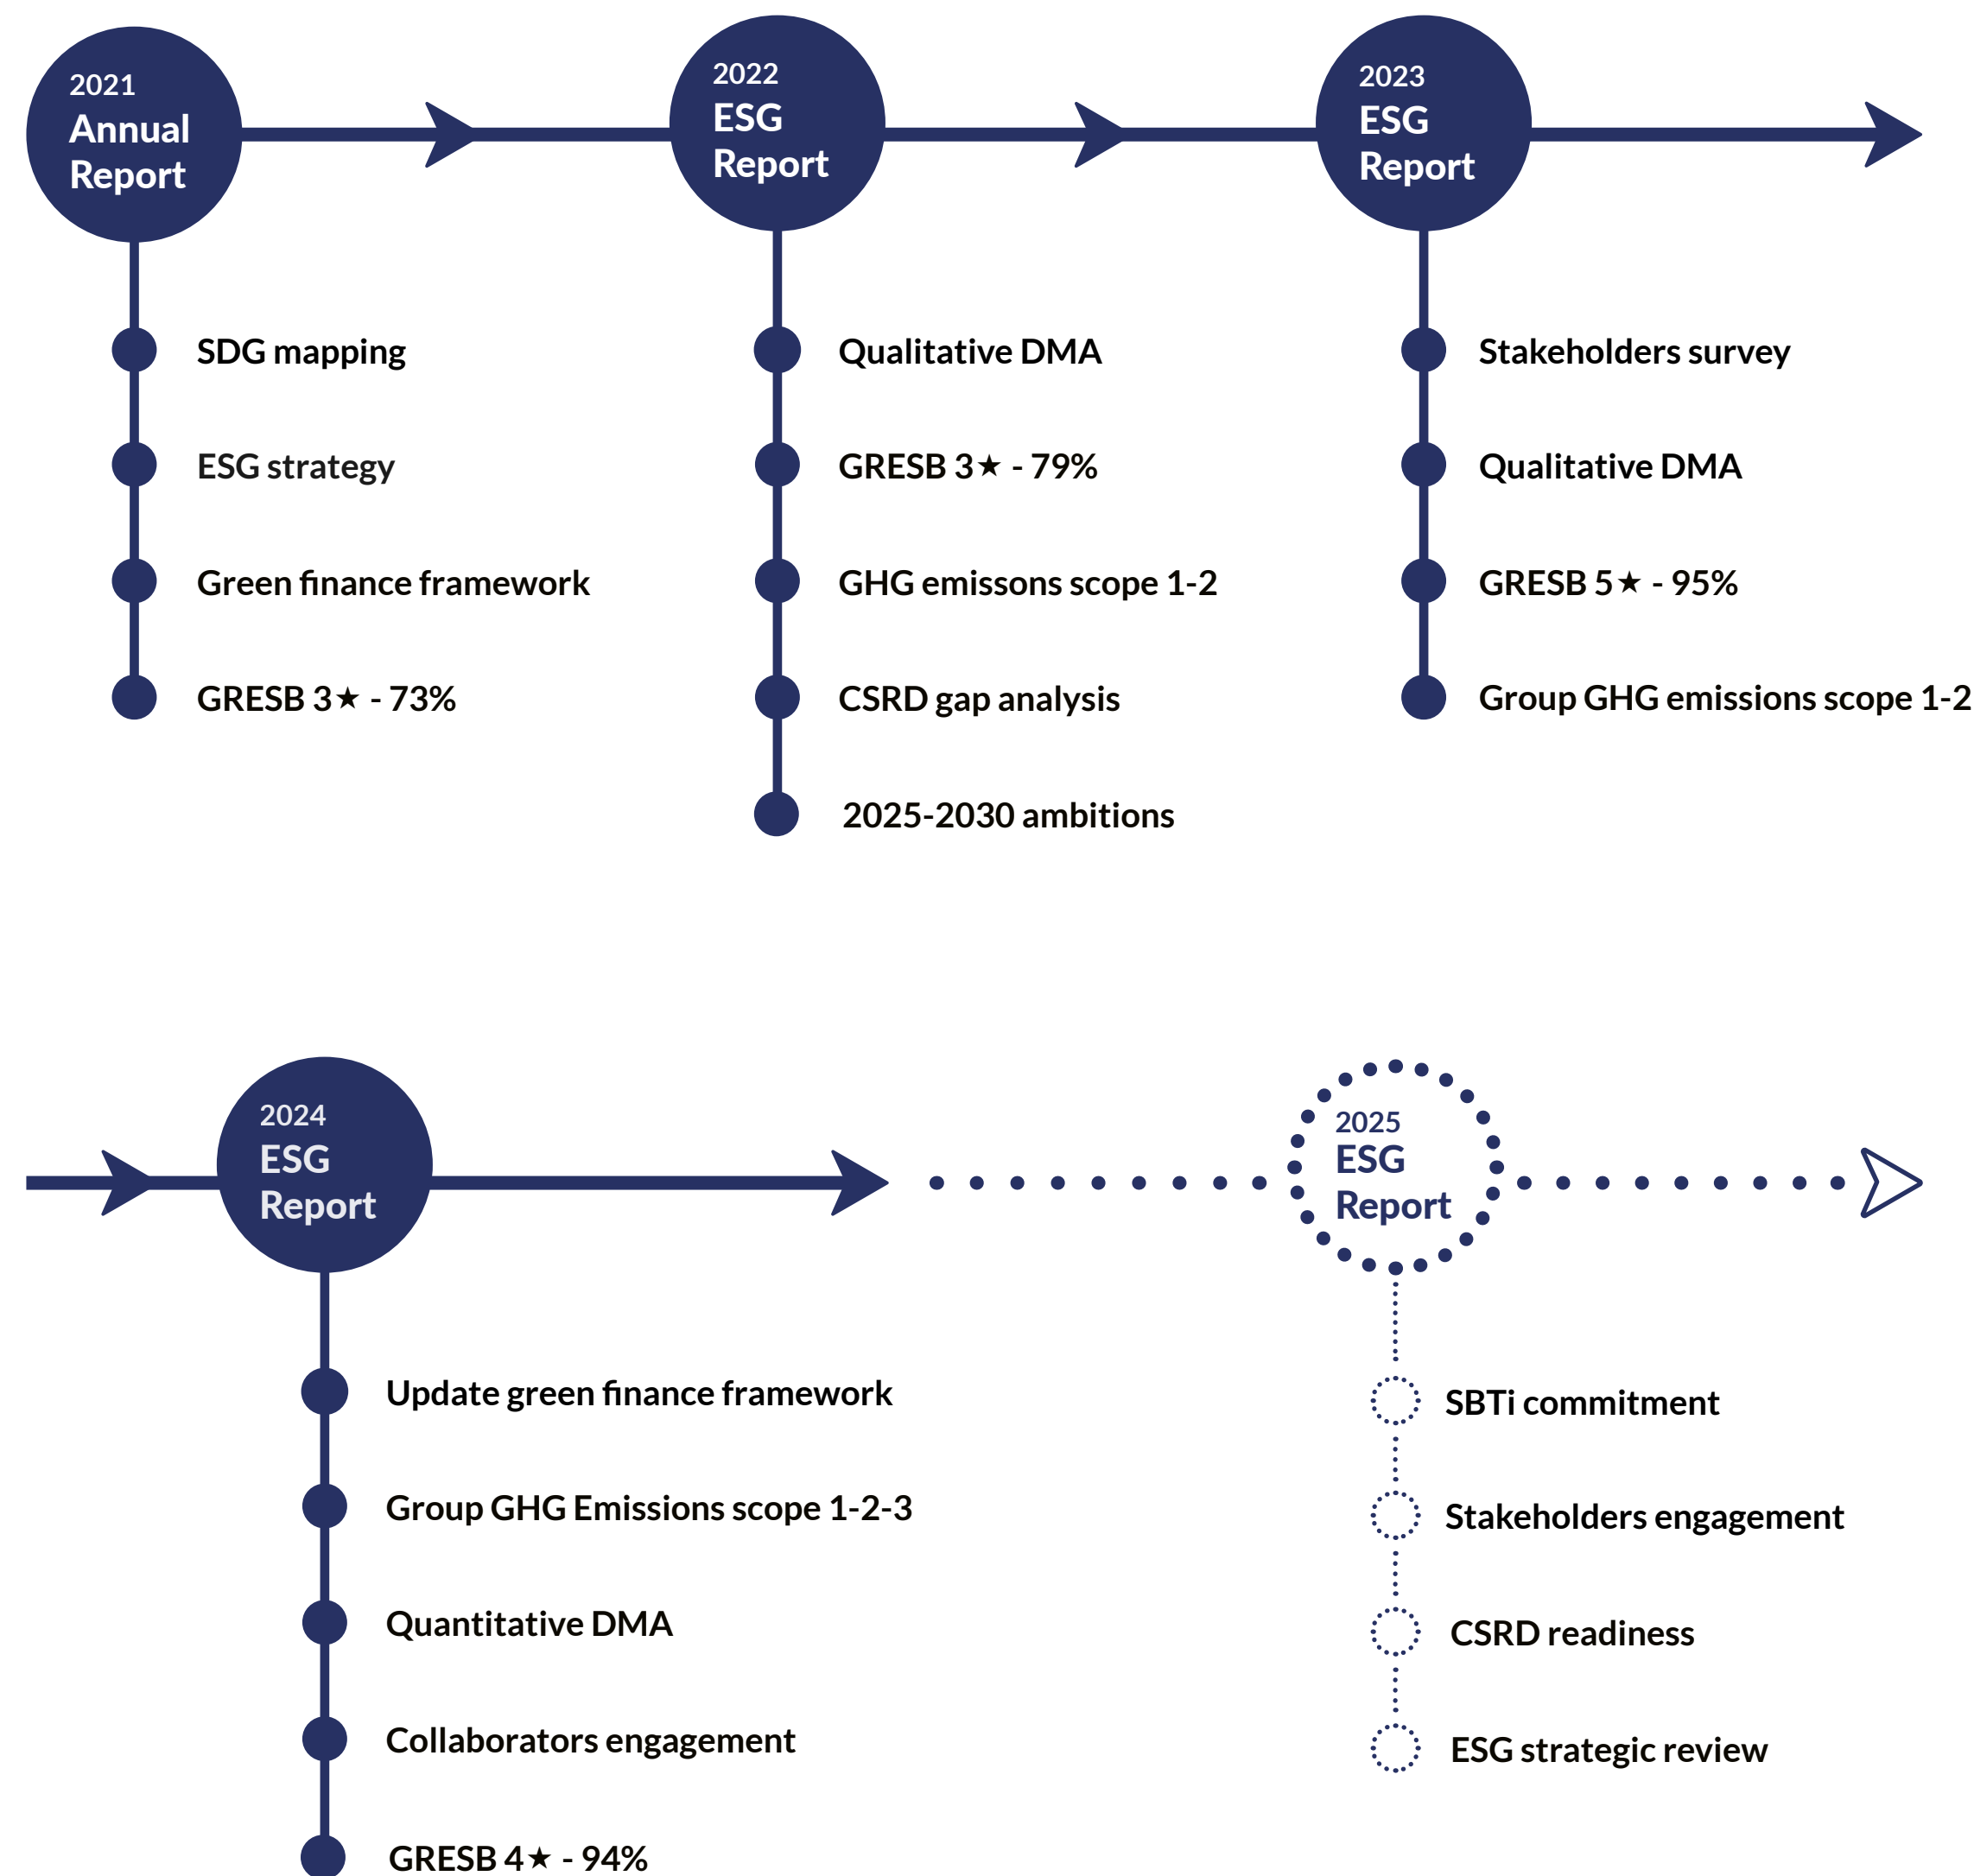 2021
Annual
Report
SDG mapping
ESG strategy
Green finance framework
GRESB 3★ - 73%
2022
ESG
Report
Qualitative DMA
GRESB 3★ - 79%
GHG emissons scope 1-2
CSRD gap analysis
2025-2030 ambitions
2023
ESG
Report
Stakeholders survey
Qualitative DMA
GRESB 5★ - 95%
Group GHG emissions scope 1-2
2024
ESG
Report
Update green finance framework
Group GHG Emissions scope 1-2-3
Quantitative DMA
Collaborators engagement
GRESB 4★ - 94%
2025
ESG
Report
SBTi commitment
Stakeholders engagement
CSRD readiness
ESG strategic review